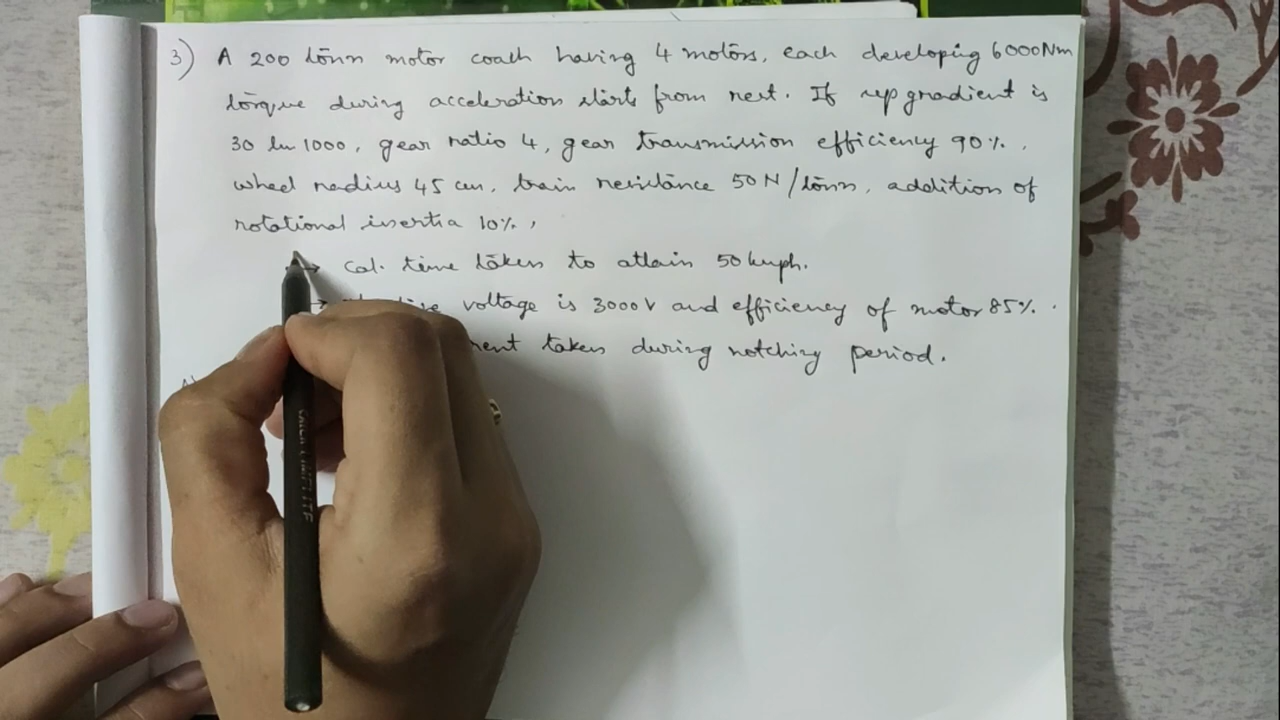 3) A 200 tonn motor coach having 4 motors, each developing 6000Nm
torque during acceleration starts from rest. If up gradient is
30 in 1000, gear ratio 4, gear transmission efficiency 90%,
wheel radius 45 cm, train resistance 50 N/tonn, addition of
rotational inertia 10%,
→ Cal. time taken to attain 50 kmph.
→ voltage is 3000V and efficiency of motor 85%.
taken during notching period.